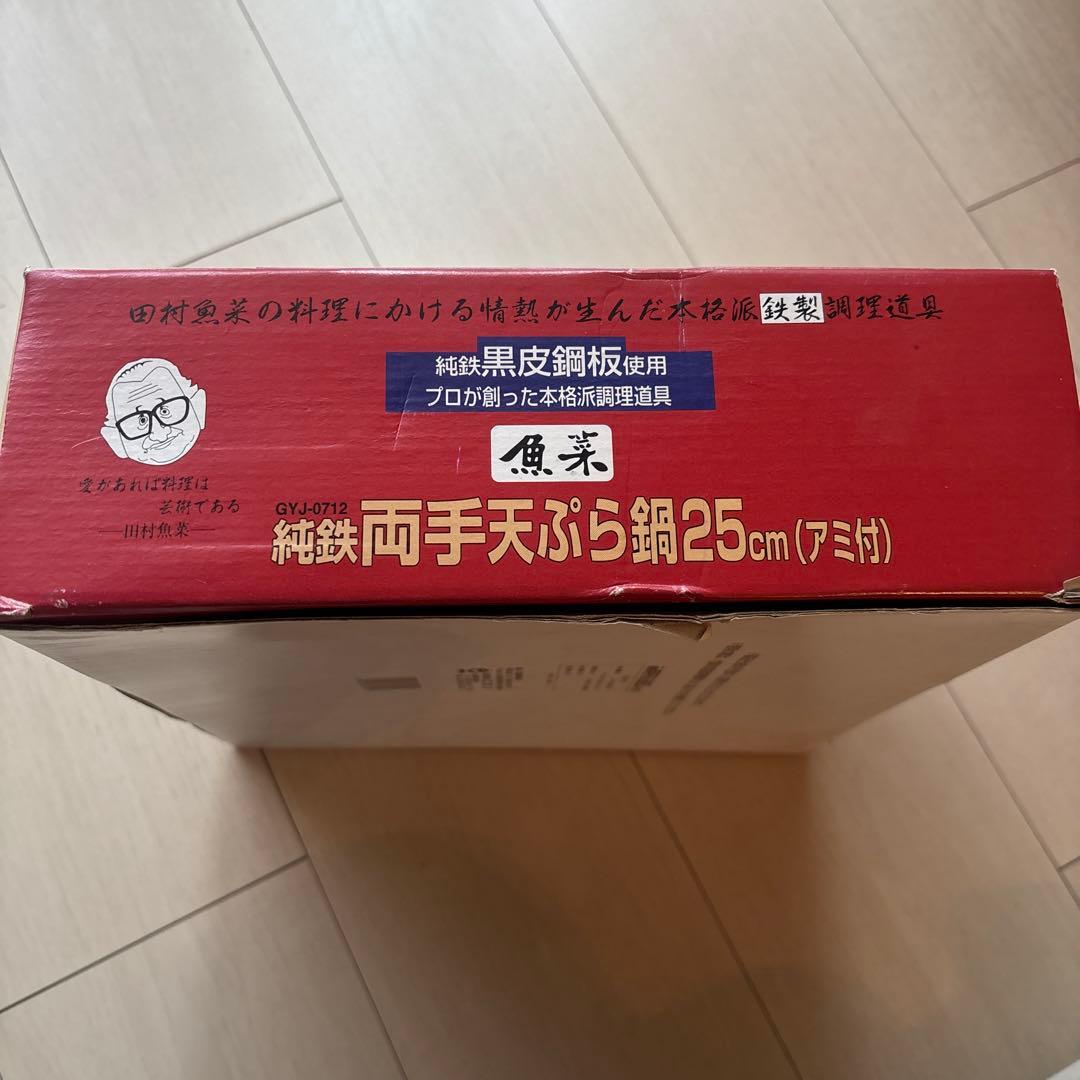 田村魚菜の料理にかける情熱が生んだ本格派鉄製調理道具
純鉄黒皮鋼板使用
プロが創った本格派調理道具
魚菜
愛があれば料理は
芸術である
―田村魚菜―
GYJ-0712
純鉄両手天ぷら鍋25cm(アミ付)